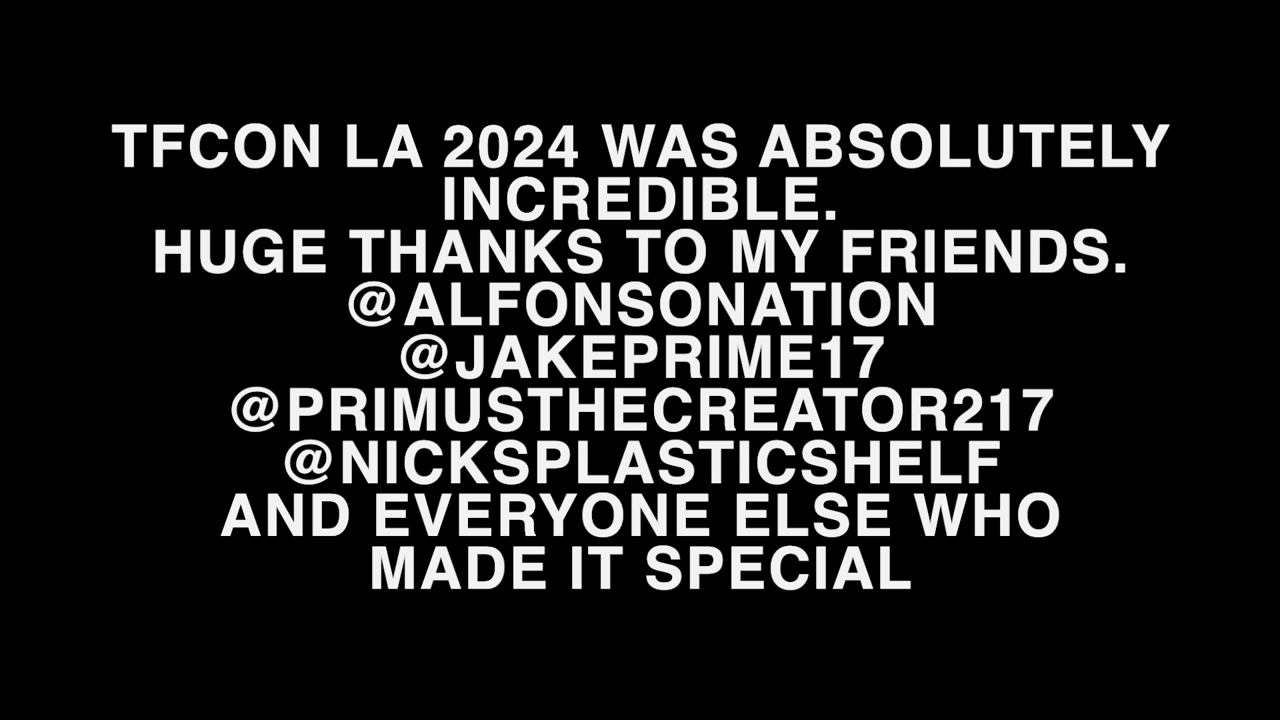 TFCON LA 2024 WAS ABSOLUTELY
INCREDIBLE.
HUGE THANKS TO MY FRIENDS.
@ALFONSONATION
@JAKEPRIME17
@PRIMUSTHECREATOR217
@NICKSPLASTICSHELF
AND EVERYONE ELSE WHO
MADE IT SPECIAL